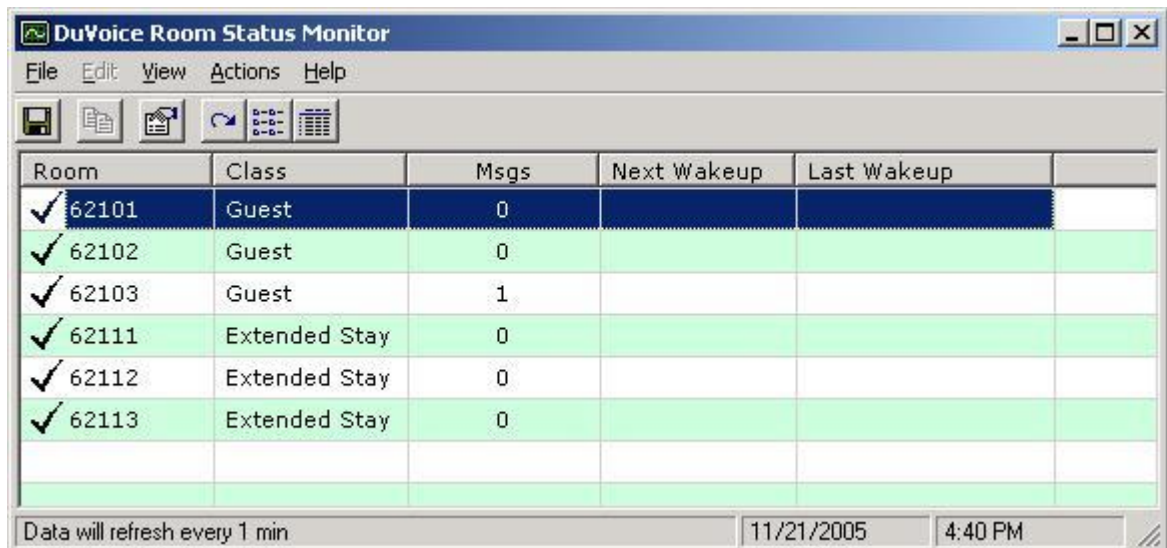 DuVoice Room Status Monitor
File Edit View Actions Help
Room Class Msgs Next Wakeup Last Wakeup
62101 Guest 0
62102 Guest 0
62103 Guest 1
62111 Extended Stay 0
62112 Extended Stay 0
62113 Extended Stay 0
Data will refresh every 1 min 11/21/2005 4:40 PM